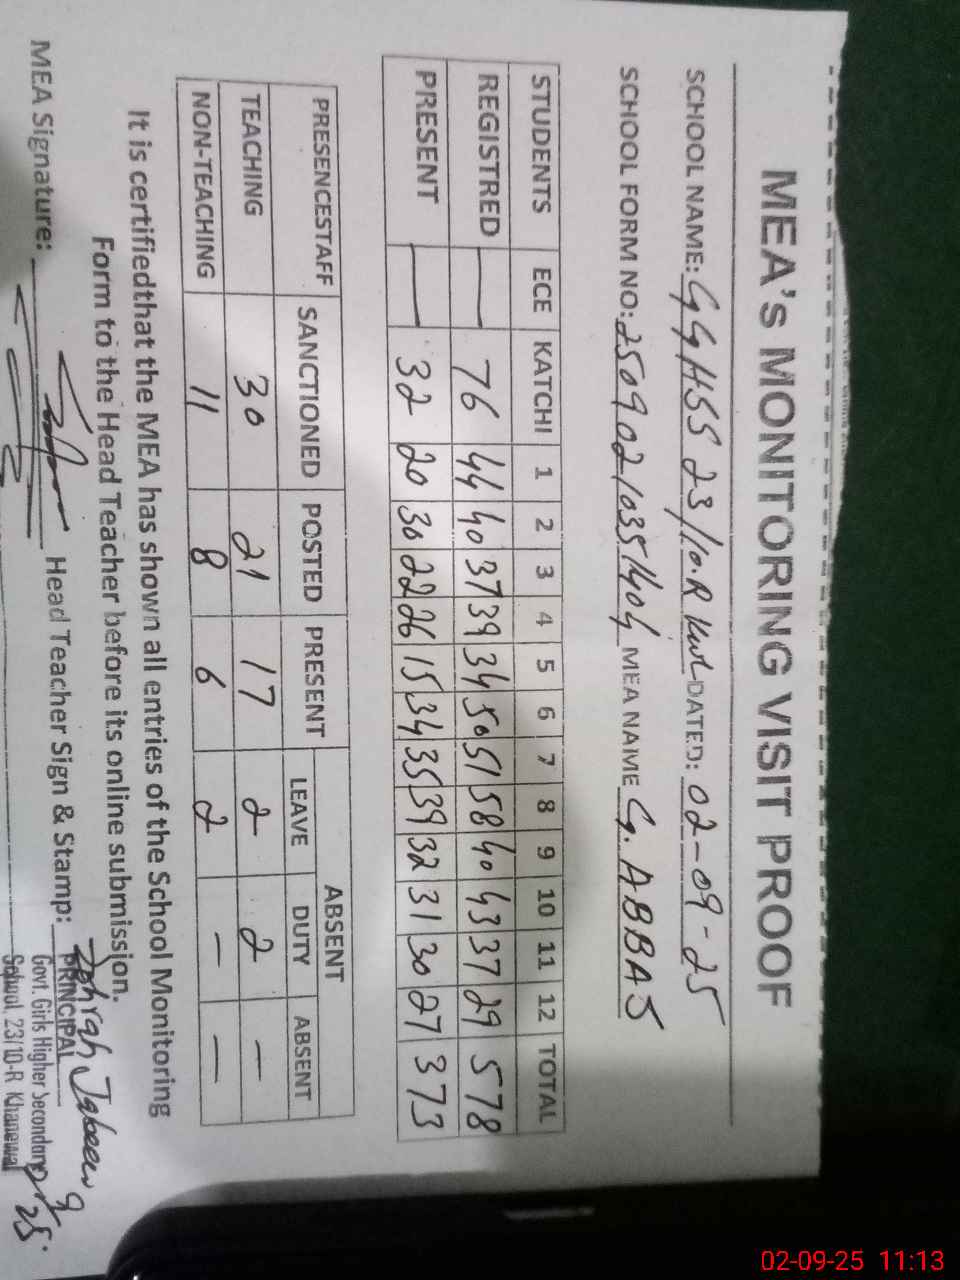 MEA's MONITORING VISIT PROOF
SCHOOL NAME: GGHSS 23/10.R Kwl DATED: 02-09-25
SCHOOL FORM NO: 25090210351404 MEA NAME G. ABBAS
STUDENTS ECE KATCHI 1 2 3 4 5 6 7 8 9 10 11 12 TOTAL
REGISTRED — 76 44 40 37 39 34 50 51 58 40 43 37 29 578
PRESENT — 32 20 30 22 26 15 34 35 39 32 31 30 27 373
PRESENCESTAFF SANCTIONED POSTED PRESENT ABSENT
LEAVE DUTY ABSENT
TEACHING 30 21 17 2 2 —
NON-TEACHING 11 8 6 2 — —
It is certifiedthat the MEA has shown all entries of the School Monitoring
Form to the Head Teacher before its online submission.
MEA Signature: Head Teacher Sign & Stamp: Zahrah Jabeen
PRINCIPAL
Govt. Girls Higher Secondary
School, 23/10-R Khanewal
02-09-25 11:13